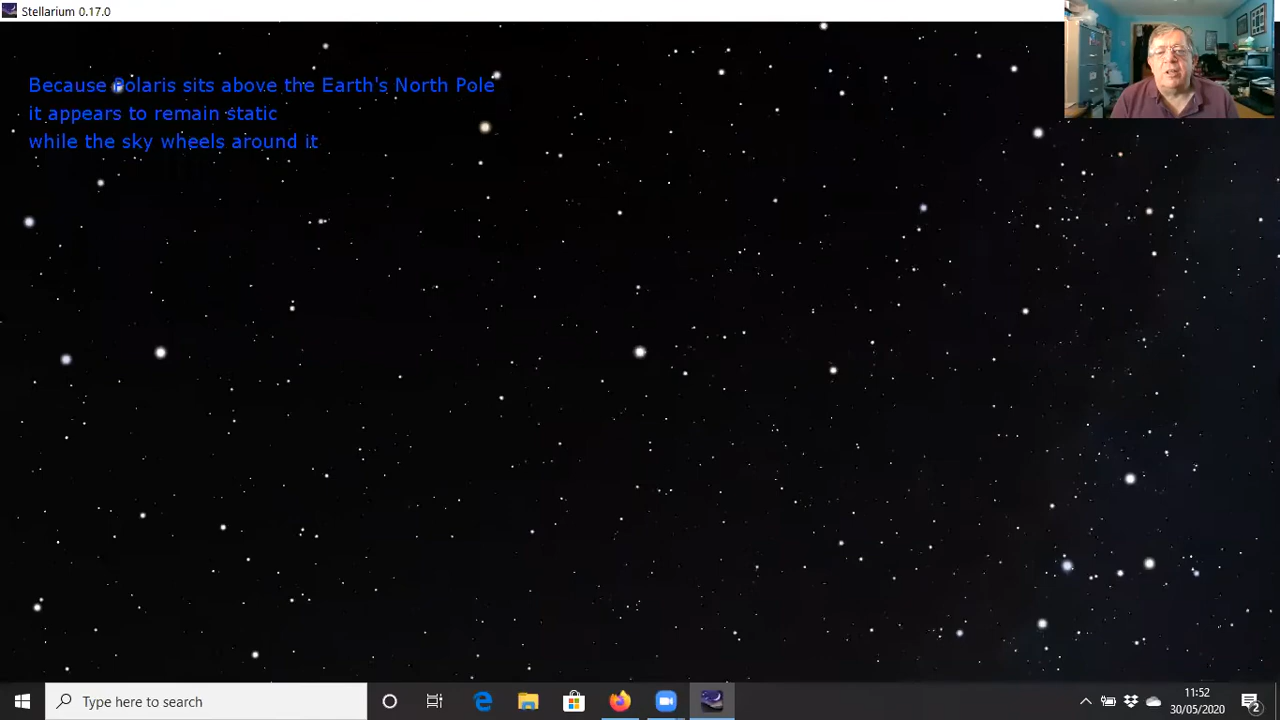 Stellarium 0.17.0
Because Polaris sits above the Earth's North Pole
it appears to remain static
while the sky wheels around it
Type here to search
11:52
30/05/2020
2